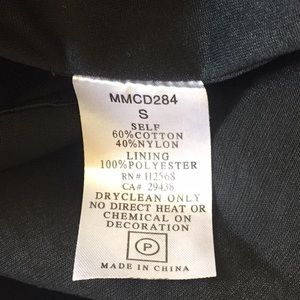 MMCD284
S
SELF
60%COTTON
40%NYLON
LINING
100%POLYESTER
RN# 112568
CA# 29438
DRYCLEAN ONLY
NO DIRECT HEAT OR
CHEMICAL ON
DECORATION
P
MADE IN CHINA